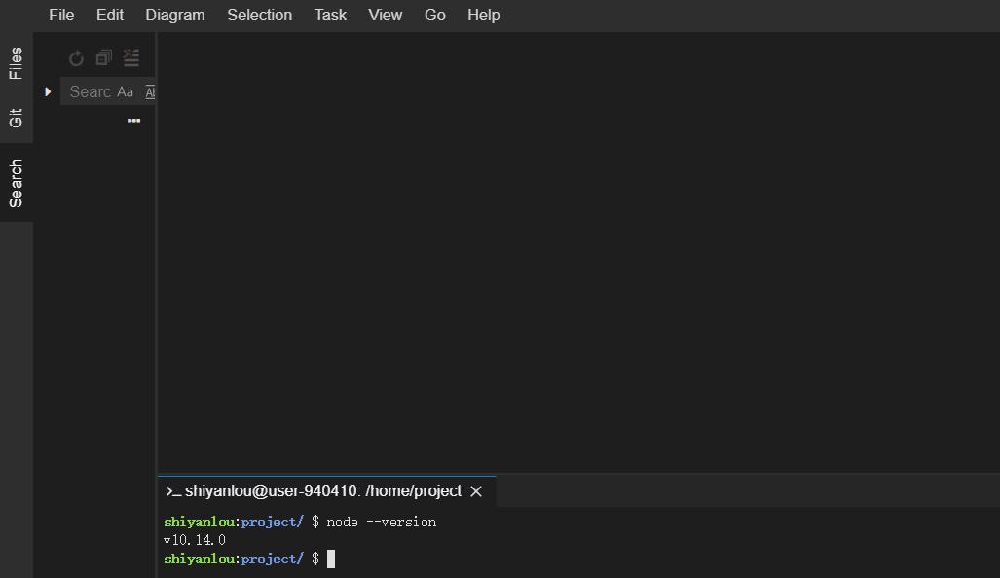 File Edit Diagram Selection Task View Go Help
Files
Git
Search
Searc Aa
shiyanlou@user-940410: /home/project
shiyanlou:project/ $ node --version
v10.14.0
shiyanlou:project/ $